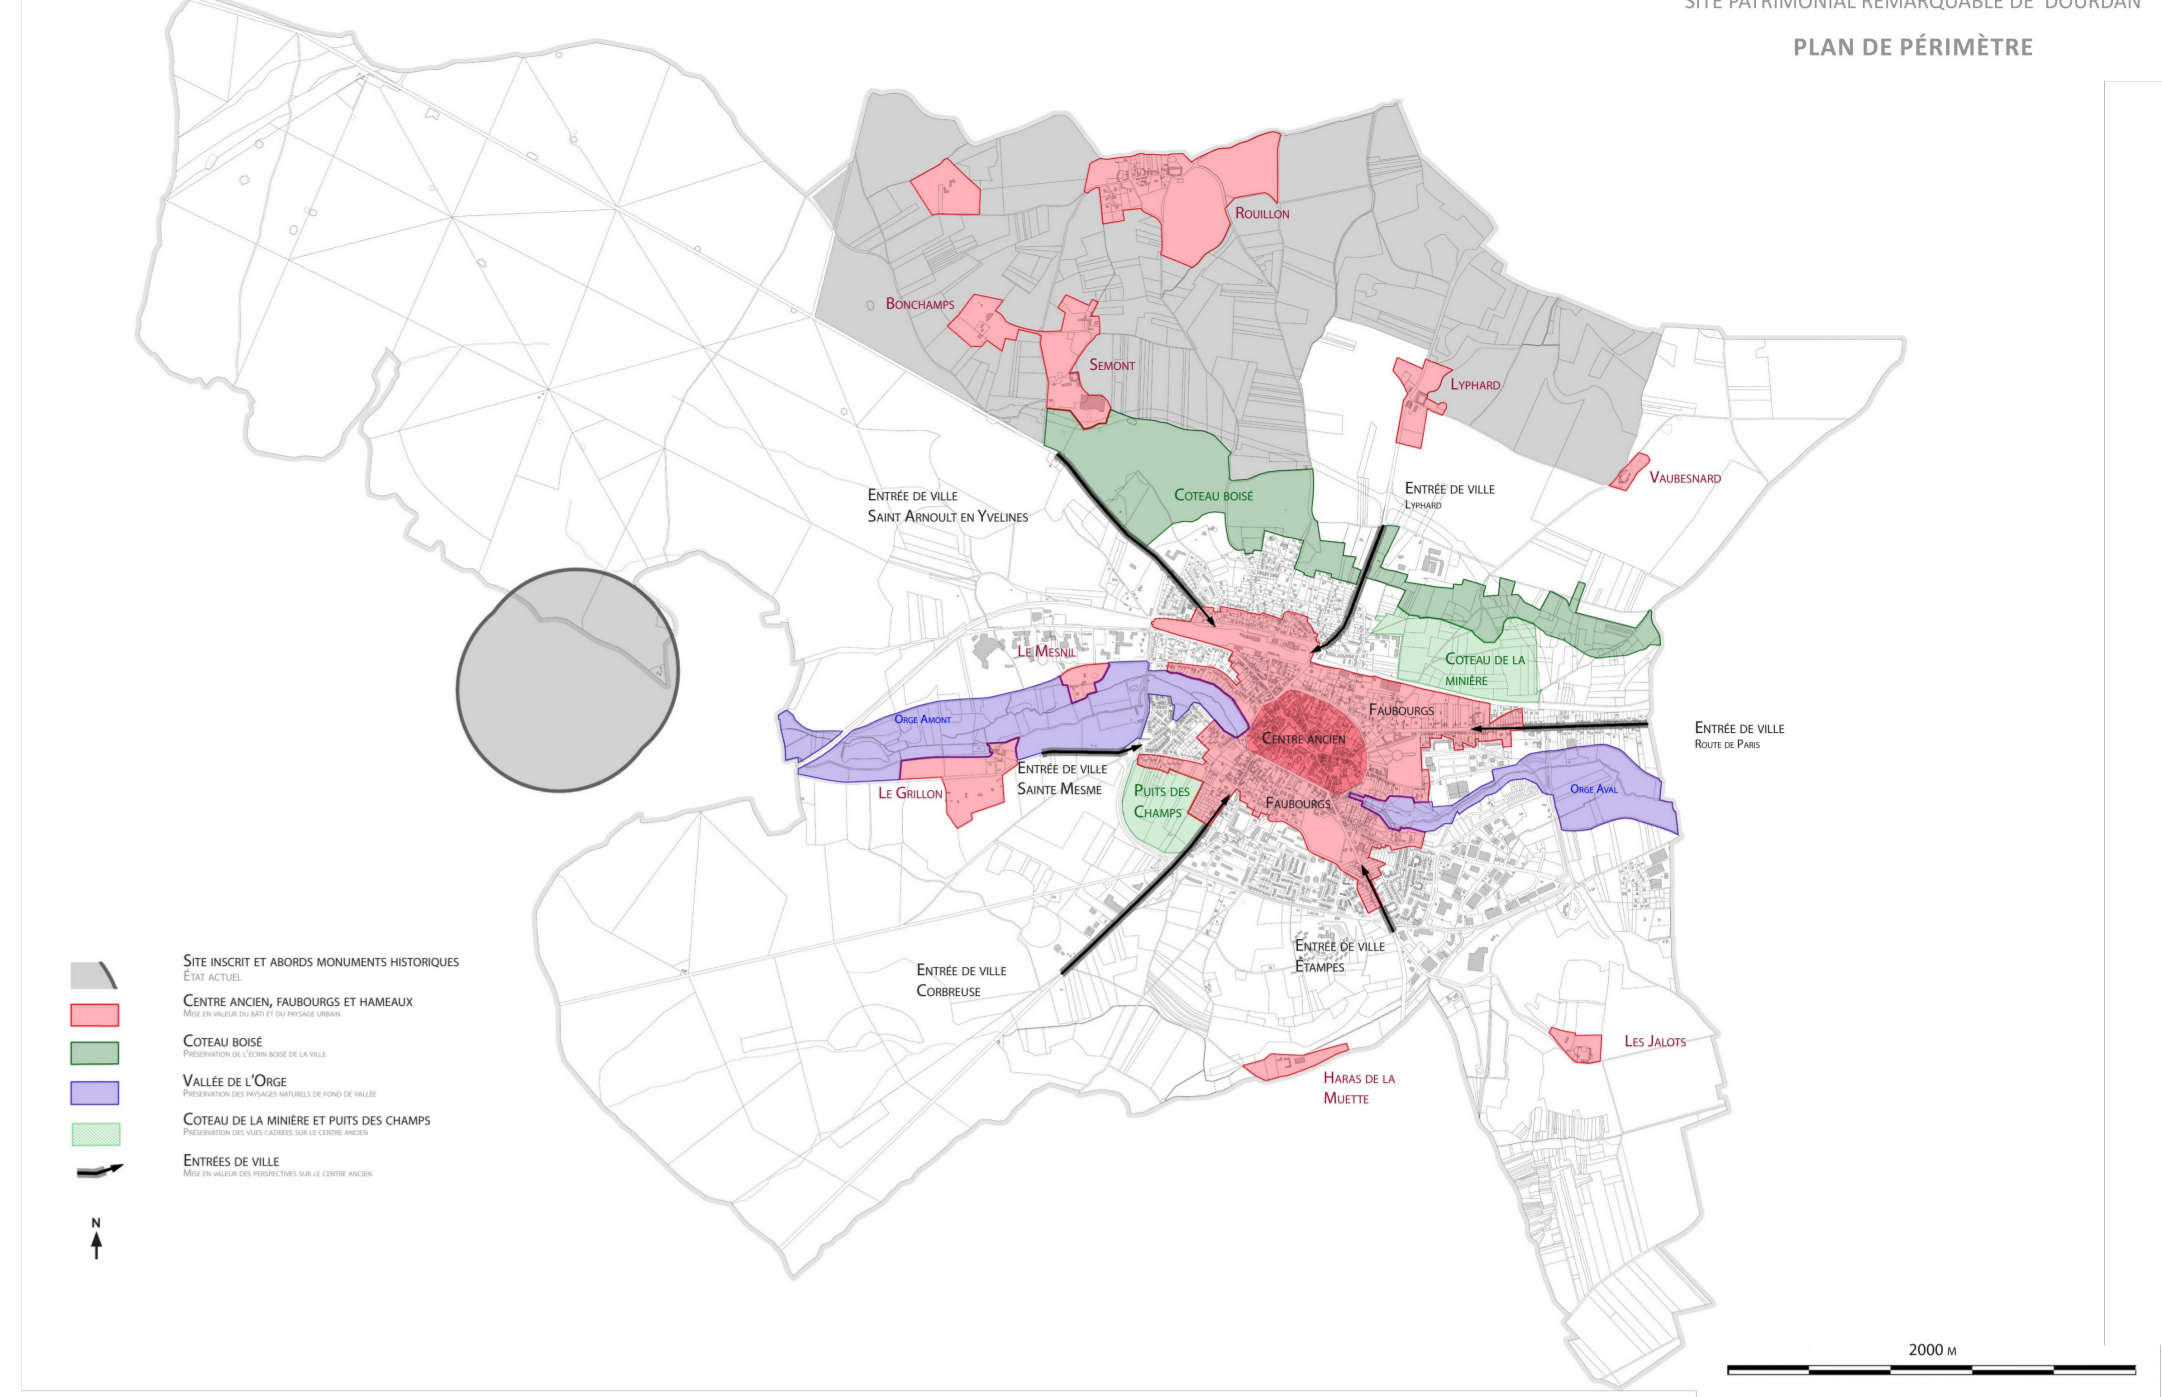 SITE PATRIMONIAL REMARQUABLE DE DOURDAN
PLAN DE PÉRIMÈTRE
ROUILLON
BONCHAMPS
SEMONT
LYPHARD
VAUBESNARD
ENTRÉE DE VILLE
SAINT ARNOULT EN YVELINES
COTEAU BOISÉ
ENTRÉE DE VILLE
LYPHARD
LE MESNIL
COTEAU DE LA
MINIÈRE
ORGE AMONT
FAUBOURGS
CENTRE ANCIEN
ENTRÉE DE VILLE
ROUTE DE PARIS
ENTRÉE DE VILLE
SAINTE MESME
LE GRILLON
PUITS DES
CHAMPS
FAUBOURGS
ORGE AVAL
ENTRÉE DE VILLE
ÉTAMPES
ENTRÉE DE VILLE
CORBREUSE
LES JALOTS
HARAS DE LA
MUETTE
SITE INSCRIT ET ABORDS MONUMENTS HISTORIQUES
ÉTAT ACTUEL
CENTRE ANCIEN, FAUBOURGS ET HAMEAUX
MISE EN VALEUR DU BÂTI ET DU PAYSAGE URBAIN
COTEAU BOISÉ
PRÉSERVATION DE L'ÉCRIN BOISÉ DE LA VILLE
VALLÉE DE L'ORGE
PRÉSERVATION DES PAYSAGES NATURELS DE FOND DE VALLÉE
COTEAU DE LA MINIÈRE ET PUITS DES CHAMPS
PRÉSERVATION DES VUES CADRÉES SUR LE CENTRE ANCIEN
ENTRÉES DE VILLE
MISE EN VALEUR DES PERSPECTIVES SUR LE CENTRE ANCIEN
N
2000 M